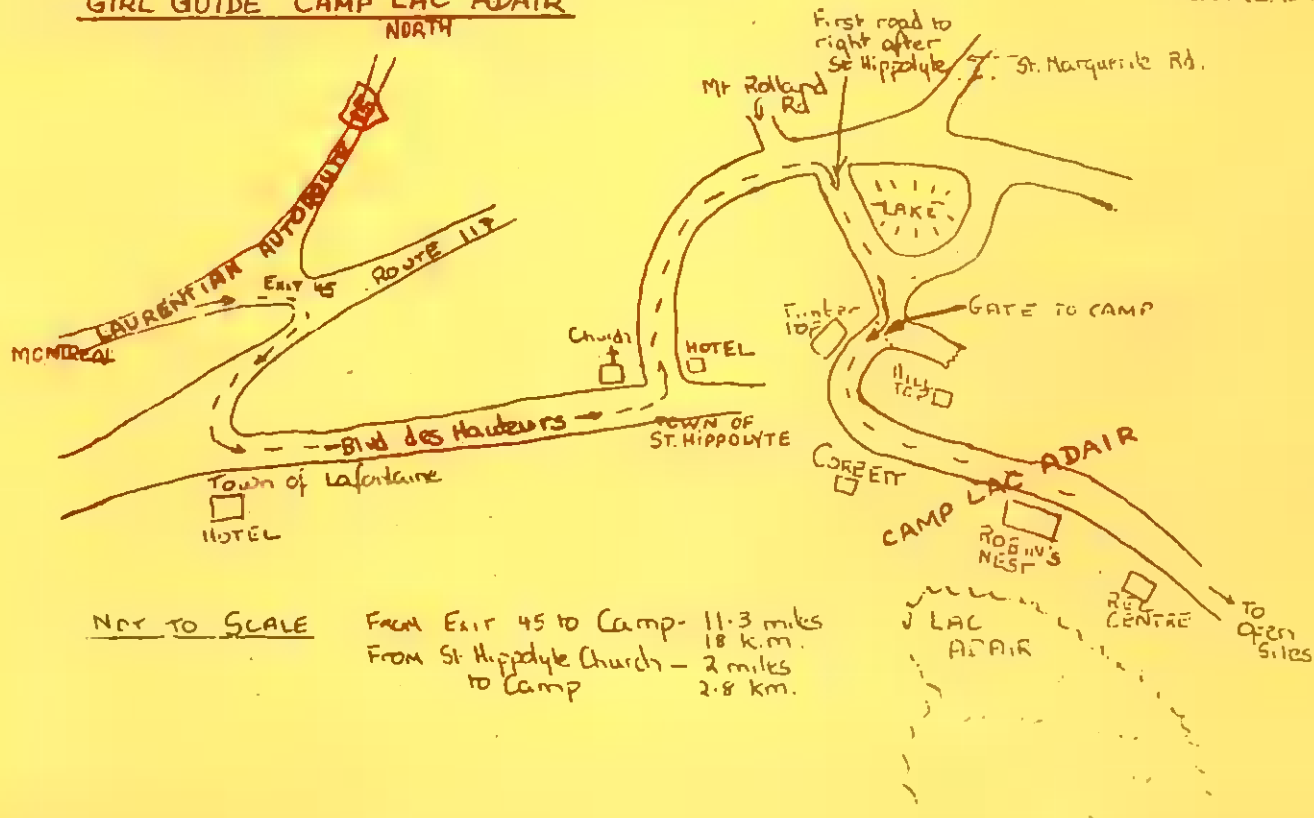 GIRL GUIDE CAMP LAC ADAIR
NORTH
15
LAURENTIAN AUTOROUTE
MONTREAL
EXIT 45
ROUTE 117
Blvd des Hauteurs
Town of Lafontaine
HOTEL
Church
HOTEL
TOWN OF
ST. HIPPOLYTE
Mt Rolland
Rd
First road to
right after
St Hippolyte
St. Marguerite Rd.
LAKE
GATE TO CAMP
HILL
TOP
CORBETT
CAMP LAC ADAIR
ROBIN'S
NEST
CENTRE
TO
OPEN
SITES
LAC
ADAIR
NOT TO SCALE
FROM EXIT 45 to Camp - 11.3 miles
18 k.m.
FROM St Hippolyte Church - 2 miles
to Camp 2.8 km.